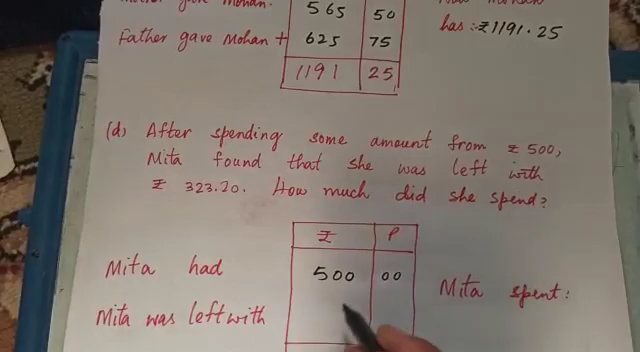 565 50
has :- ₹1191.25
Father gave Mohan + 625 75
1191 25
(d) After spending some amount from ₹ 500,
Mita found that she was left with
₹ 323.20. How much did she spend?
₹ P
Mita had 500 00
Mita spent:
Mita was left with